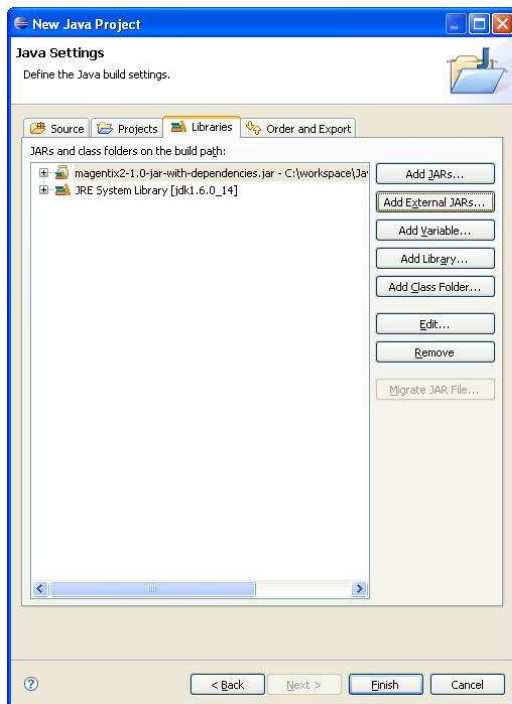 New Java Project
Java Settings
Define the Java build settings.
Source Projects Libraries Order and Export
JARs and class folders on the build path:
magentix2-1.0-jar-with-dependencies.jar - C:\workspace\Ja
JRE System Library [jdk1.6.0_14]
Add JARs...
Add External JARs...
Add Variable...
Add Library...
Add Class Folder...
Edit...
Remove
Migrate JAR File...
?
< Back Next > Finish Cancel